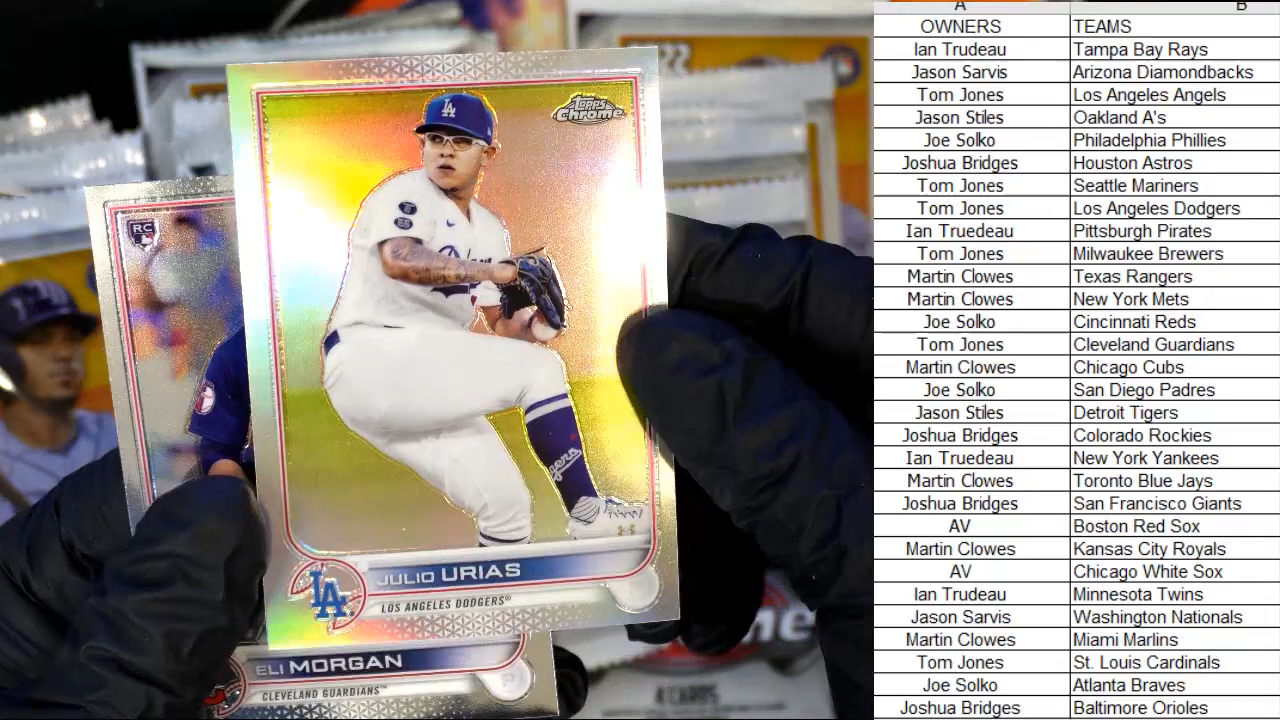 22
Topps
Chrome
RC
LA
Dodgers
JULIO URIAS
LA
LOS ANGELES DODGERS®
ELI MORGAN
CLEVELAND GUARDIANS™
4 CARDS
A B
OWNERS TEAMS
Ian Trudeau Tampa Bay Rays
Jason Sarvis Arizona Diamondbacks
Tom Jones Los Angeles Angels
Jason Stiles Oakland A's
Joe Solko Philadelphia Phillies
Joshua Bridges Houston Astros
Tom Jones Seattle Mariners
Tom Jones Los Angeles Dodgers
Ian Truedeau Pittsburgh Pirates
Tom Jones Milwaukee Brewers
Martin Clowes Texas Rangers
Martin Clowes New York Mets
Joe Solko Cincinnati Reds
Tom Jones Cleveland Guardians
Martin Clowes Chicago Cubs
Joe Solko San Diego Padres
Jason Stiles Detroit Tigers
Joshua Bridges Colorado Rockies
Ian Truedeau New York Yankees
Martin Clowes Toronto Blue Jays
Joshua Bridges San Francisco Giants
AV Boston Red Sox
Martin Clowes Kansas City Royals
AV Chicago White Sox
Ian Trudeau Minnesota Twins
Jason Sarvis Washington Nationals
Martin Clowes Miami Marlins
Tom Jones St. Louis Cardinals
Joe Solko Atlanta Braves
Joshua Bridges Baltimore Orioles